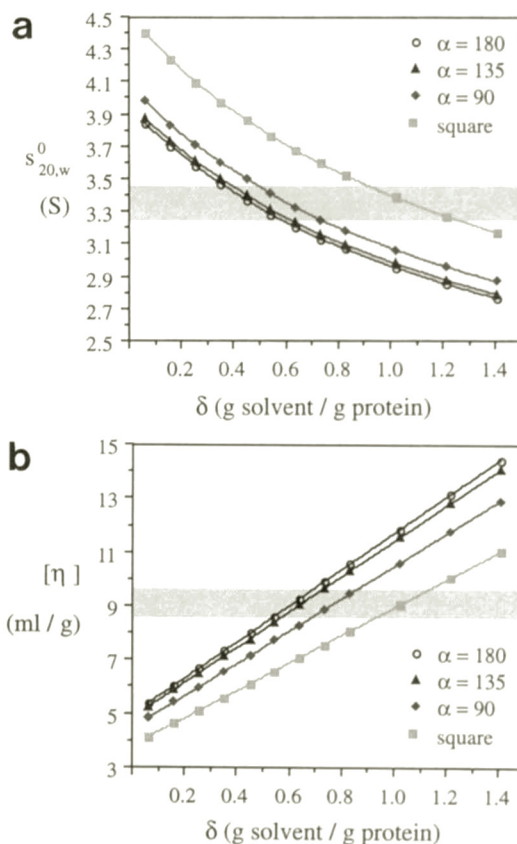 a
4.5
4.3
4.1
3.9
3.7
3.5
3.3
3.1
2.9
2.7
2.5
s⁰20,w
(S)
α = 180
α = 135
α = 90
square
0.2 0.4 0.6 0.8 1.0 1.2 1.4
δ (g solvent / g protein)
b
15
13
11
9
7
5
3
[η]
(ml / g)
α = 180
α = 135
α = 90
square
0.2 0.4 0.6 0.8 1.0 1.2 1.4
δ (g solvent / g protein)